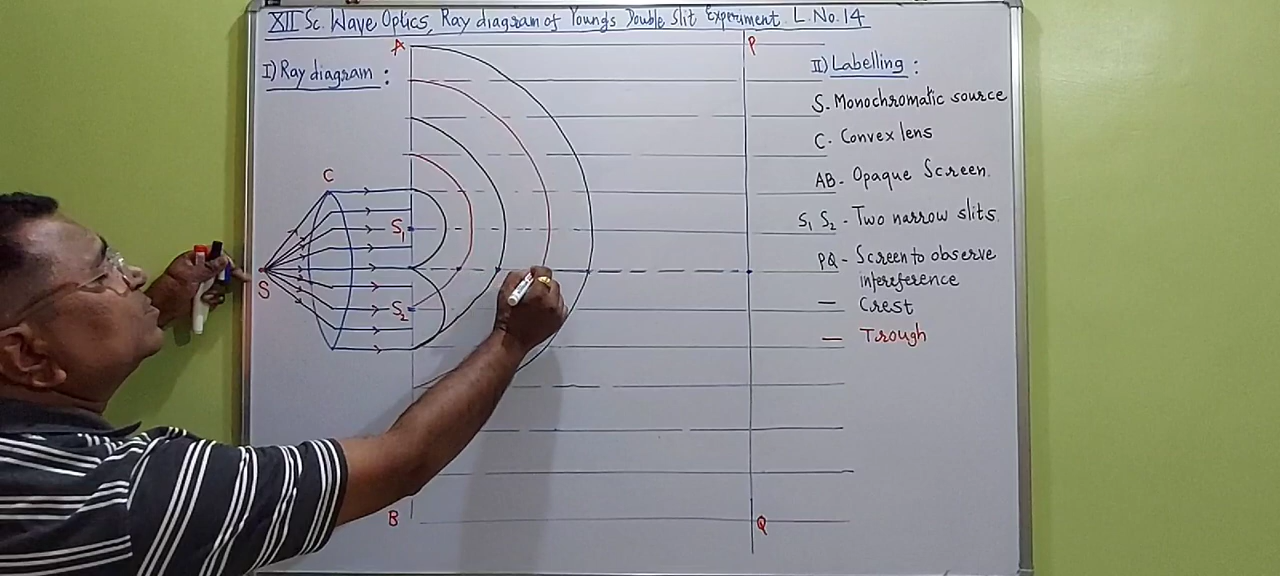 XII Sc. Wave Optics, Ray diagram of Youngs Double Slit Experiment. L. No. 14
I) Ray diagram :
A
P
C
S1
S
S2
B
Q
II) Labelling :
S. Monochromatic source
C. Convex lens
AB - Opaque Screen.
S1 S2 - Two narrow slits.
PQ - Screen to observe
intereference
— Crest
— Trough